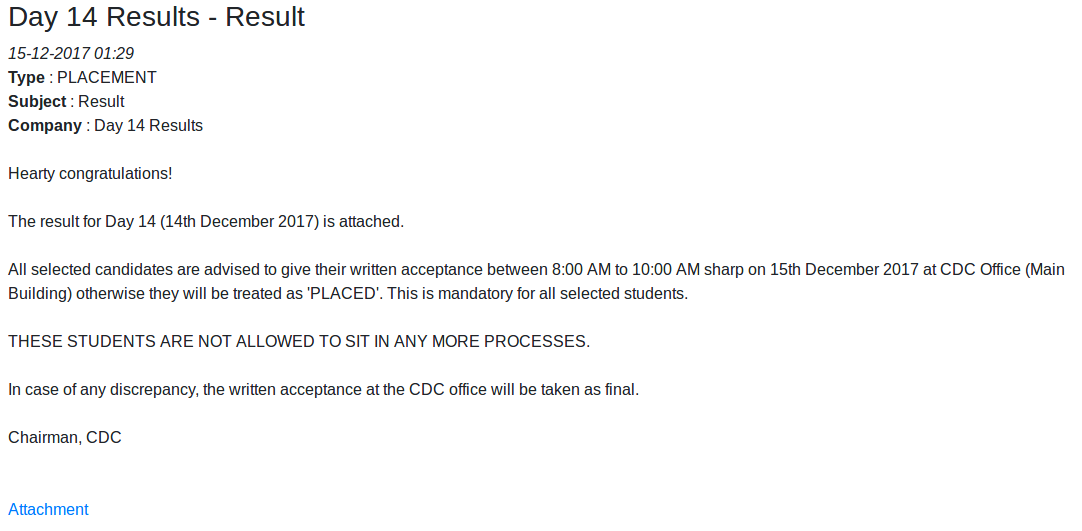 Day 14 Results - Result
15-12-2017 01:29
Type : PLACEMENT
Subject : Result
Company : Day 14 Results
Hearty congratulations!
The result for Day 14 (14th December 2017) is attached.
All selected candidates are advised to give their written acceptance between 8:00 AM to 10:00 AM sharp on 15th December 2017 at CDC Office (Main
Building) otherwise they will be treated as 'PLACED'. This is mandatory for all selected students.
THESE STUDENTS ARE NOT ALLOWED TO SIT IN ANY MORE PROCESSES.
In case of any discrepancy, the written acceptance at the CDC office will be taken as final.
Chairman, CDC
Attachment